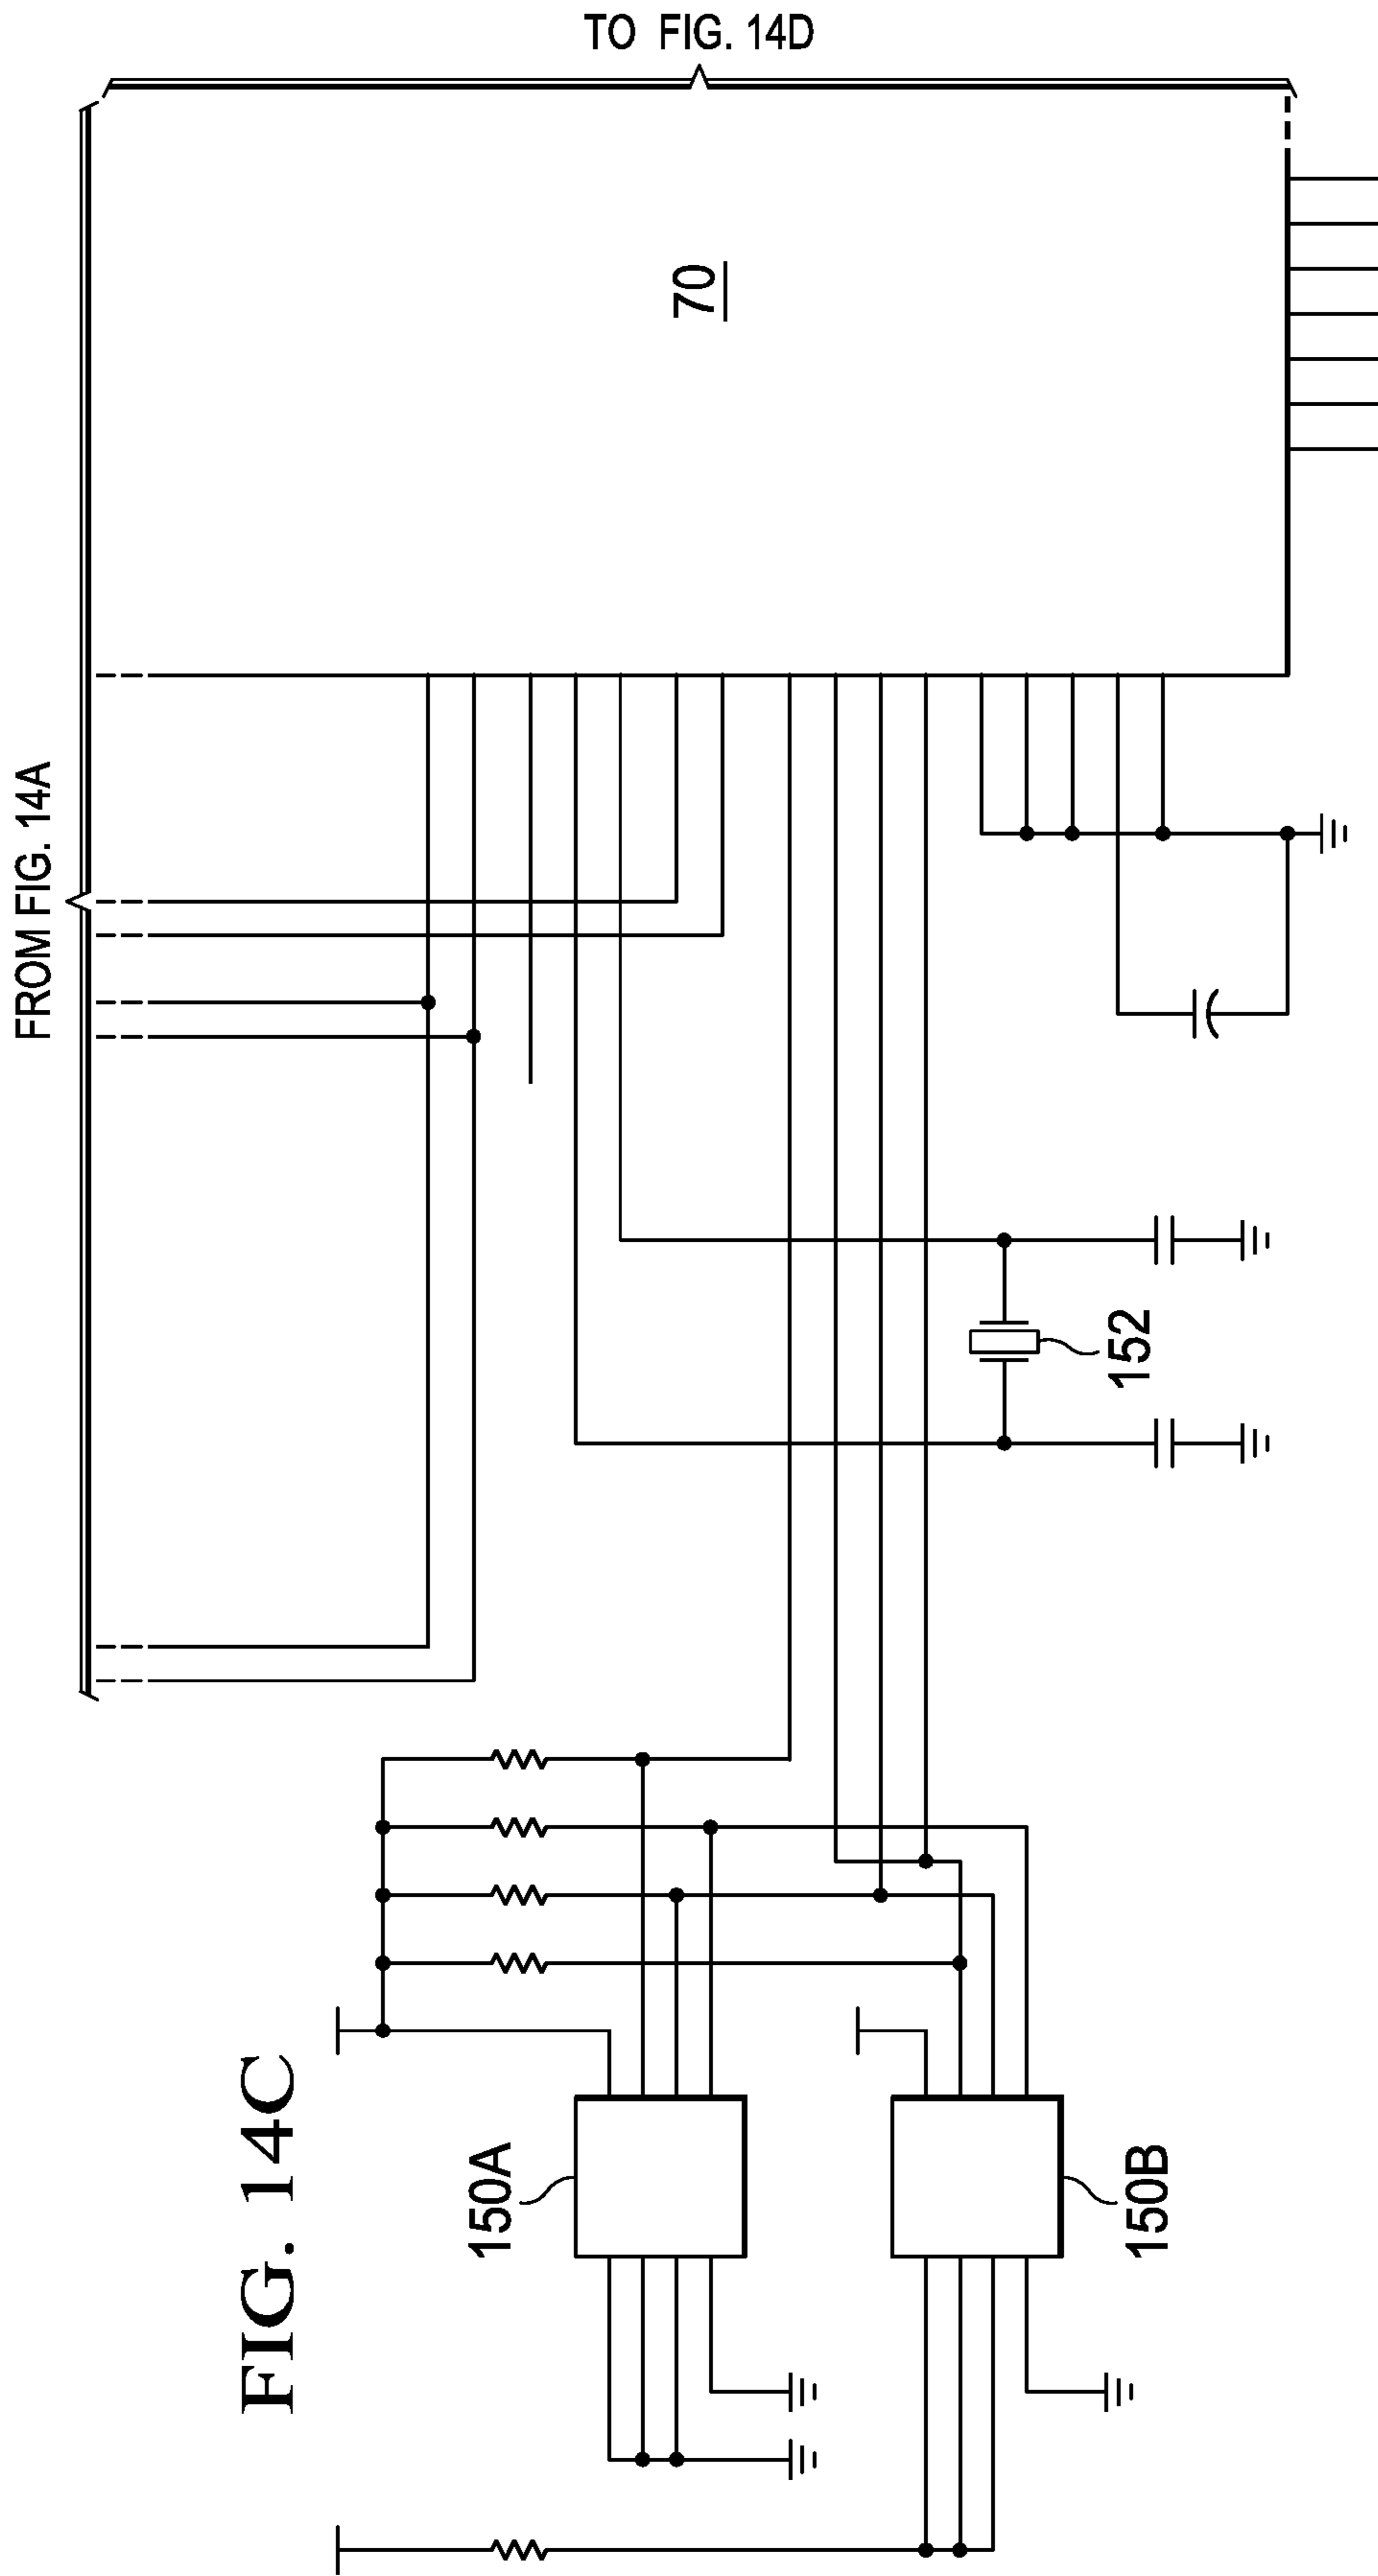 TO FIG. 14D
FROM FIG. 14A
70
152
FIG. 14C
150A
150B